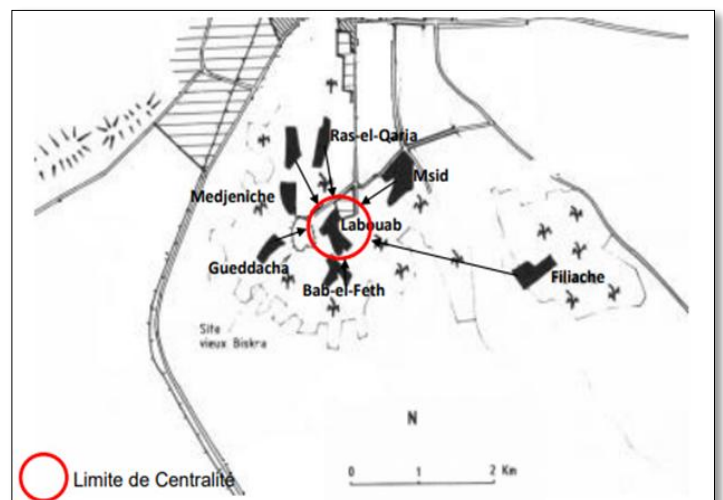 Ras-el-Qaria
Msid
Medjeniche
Labouab
Gueddacha
Filiache
Bab-el-Feth
Site
vieux Biskra
N
0 1 2 Km
Limite de Centralité